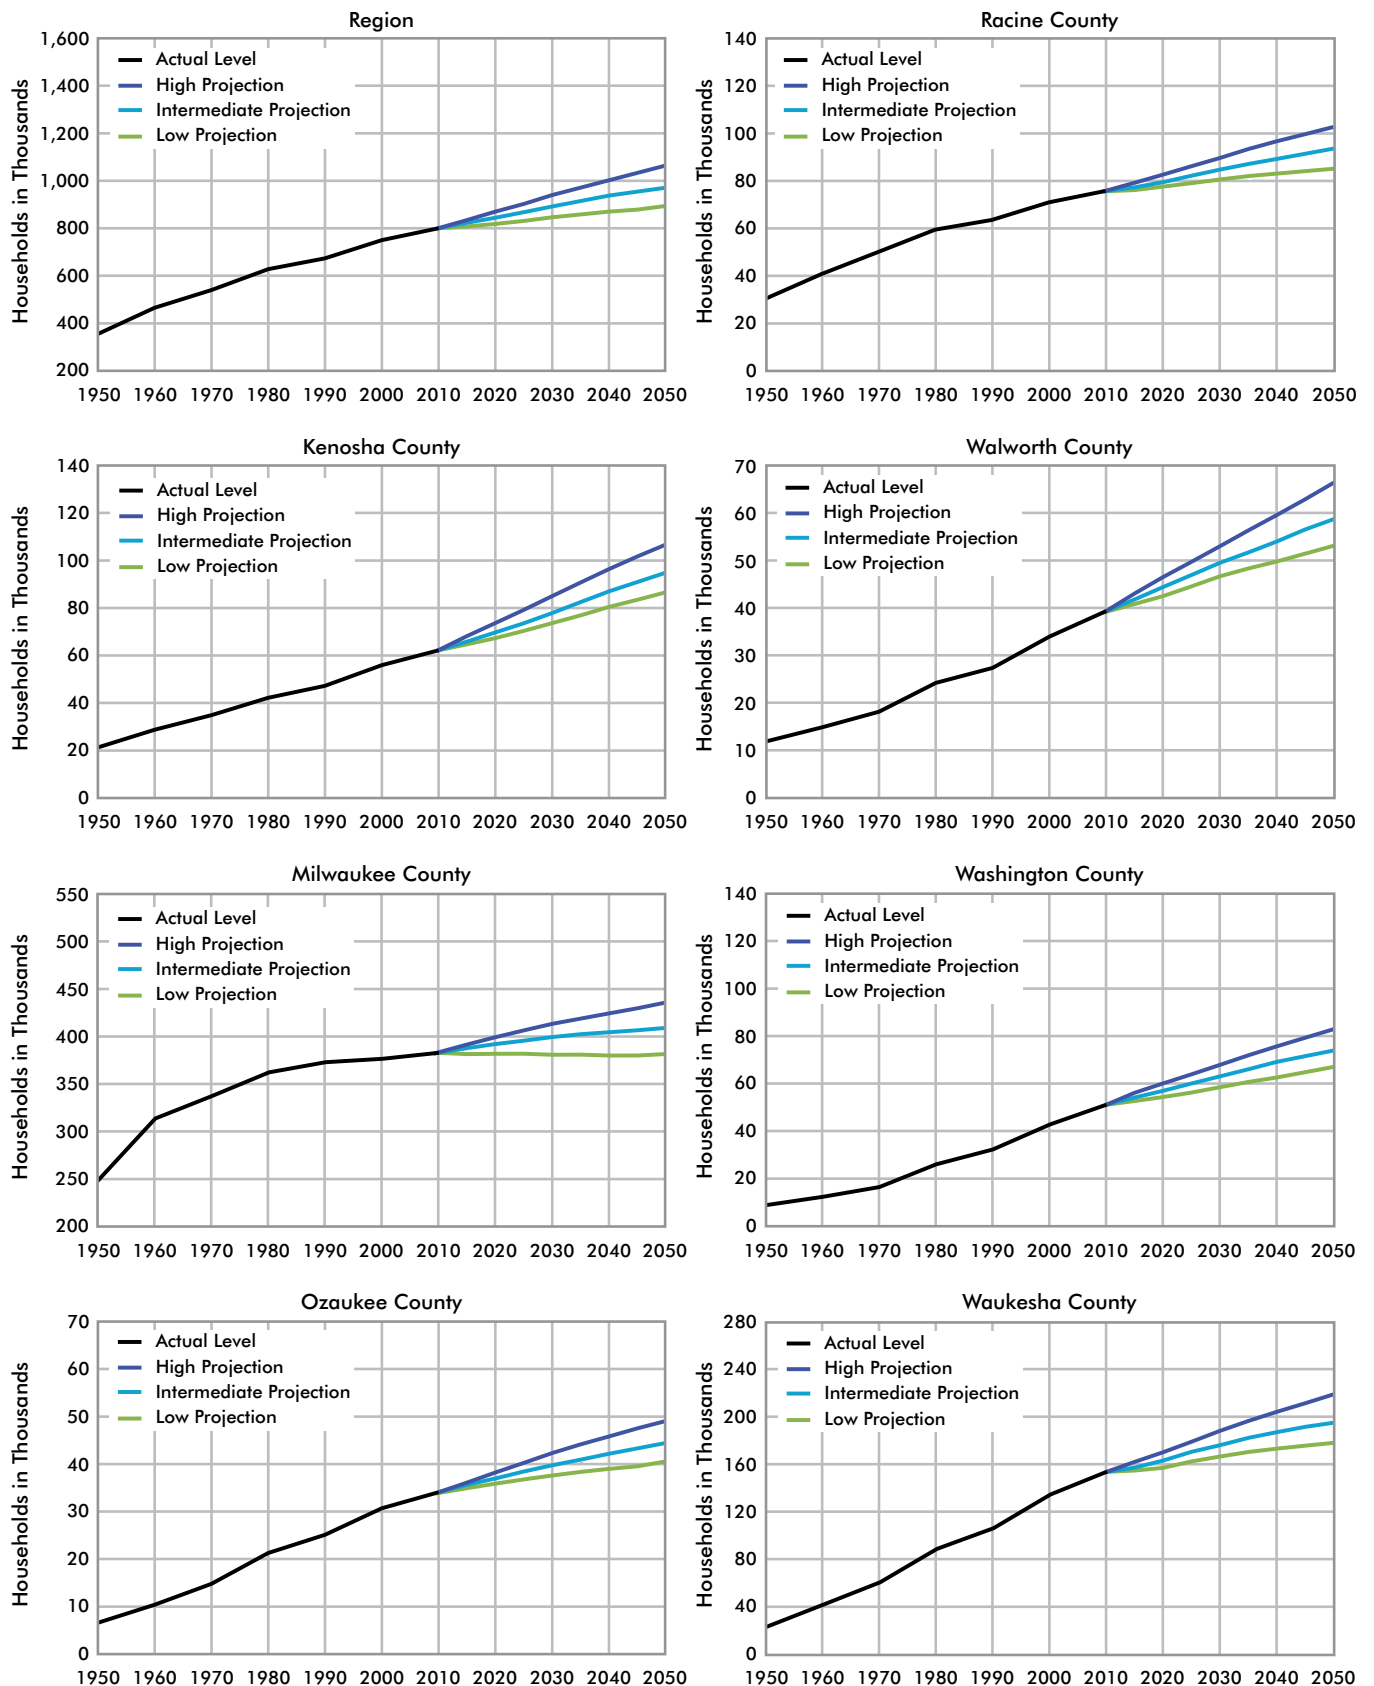 Region
Households in Thousands
1,600
1,400
1,200
1,000
800
600
400
200
Actual Level
High Projection
Intermediate Projection
Low Projection
1950 1960 1970 1980 1990 2000 2010 2020 2030 2040 2050
Racine County
Households in Thousands
140
120
100
80
60
40
20
0
Actual Level
High Projection
Intermediate Projection
Low Projection
1950 1960 1970 1980 1990 2000 2010 2020 2030 2040 2050
Kenosha County
Households in Thousands
140
120
100
80
60
40
20
0
Actual Level
High Projection
Intermediate Projection
Low Projection
1950 1960 1970 1980 1990 2000 2010 2020 2030 2040 2050
Walworth County
Households in Thousands
70
60
50
40
30
20
10
0
Actual Level
High Projection
Intermediate Projection
Low Projection
1950 1960 1970 1980 1990 2000 2010 2020 2030 2040 2050
Milwaukee County
Households in Thousands
550
500
450
400
350
300
250
200
Actual Level
High Projection
Intermediate Projection
Low Projection
1950 1960 1970 1980 1990 2000 2010 2020 2030 2040 2050
Washington County
Households in Thousands
140
120
100
80
60
40
20
0
Actual Level
High Projection
Intermediate Projection
Low Projection
1950 1960 1970 1980 1990 2000 2010 2020 2030 2040 2050
Ozaukee County
Households in Thousands
70
60
50
40
30
20
10
0
Actual Level
High Projection
Intermediate Projection
Low Projection
1950 1960 1970 1980 1990 2000 2010 2020 2030 2040 2050
Waukesha County
Households in Thousands
280
240
200
160
120
80
40
0
Actual Level
High Projection
Intermediate Projection
Low Projection
1950 1960 1970 1980 1990 2000 2010 2020 2030 2040 2050